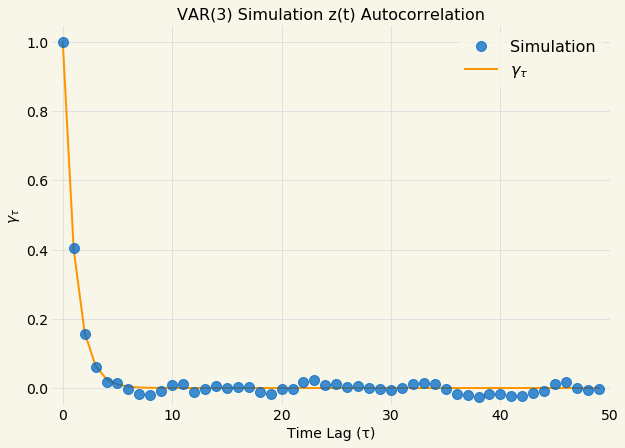 VAR(3) Simulation z(t) Autocorrelation
Simulation
γτ
γτ
1.0
0.8
0.6
0.4
0.2
0.0
0 10 20 30 40 50
Time Lag (τ)